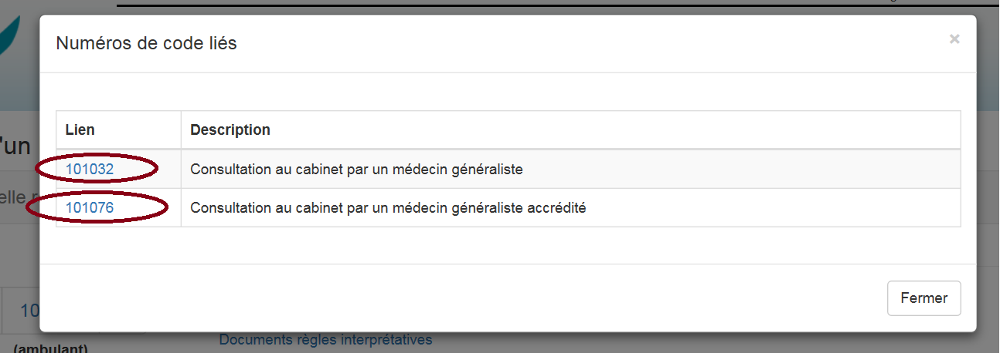 Numéros de code liés
×
Lien Description
101032 Consultation au cabinet par un médecin généraliste
101076 Consultation au cabinet par un médecin généraliste accrédité
Fermer
'un
elle
10
(ambulant)
Documents règles interprétatives